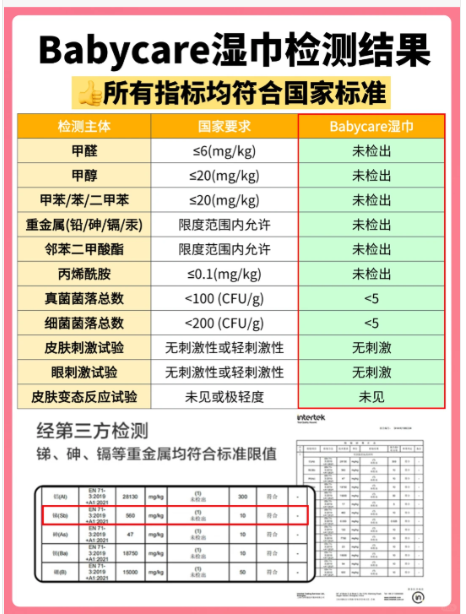 Babycare湿巾检测结果
👍所有指标均符合国家标准
检测主体 国家要求 Babycare湿巾
甲醛 ≤6(mg/kg) 未检出
甲醇 ≤20(mg/kg) 未检出
甲苯/苯/二甲苯 ≤20(mg/kg) 未检出
重金属(铅/砷/镉/汞) 限度范围内允许 未检出
邻苯二甲酸酯 限度范围内允许 未检出
丙烯酰胺 ≤0.1(mg/kg) 未检出
真菌菌落总数 <100 (CFU/g) <5
细菌菌落总数 <200 (CFU/g) <5
皮肤刺激试验 无刺激性或轻刺激性 无刺激
眼刺激试验 无刺激性或轻刺激性 无刺激
皮肤变态反应试验 未见或极轻度 未见
经第三方检测
锑、砷、镉等重金属均符合标准限值
intertek
EN 71-
3:2019
+A1:2021
28130 mg/kg (1) 未检出 300 符合 -
锑(Sb)
EN 71-
3:2019
+A1:2021
560 mg/kg (1) 未检出 10 符合 -
砷(As)
EN 71-
3:2019
+A1:2021
47 mg/kg (1) 未检出 10 符合 -
钡(Ba)
EN 71-
3:2019
+A1:2021
18750 mg/kg (1) 未检出 10 符合 -
硼(B)
EN 71-
3:2019
+A1:2021
15000 mg/kg (1) 未检出 50 符合 -